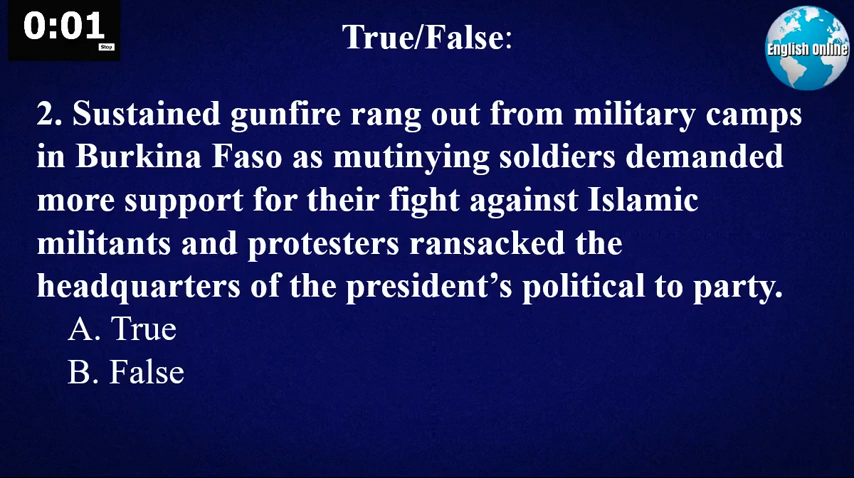 0:01
Stop
True/False:
English Online
2. Sustained gunfire rang out from military camps
in Burkina Faso as mutinying soldiers demanded
more support for their fight against Islamic
militants and protesters ransacked the
headquarters of the president’s political to party.
A. True
B. False